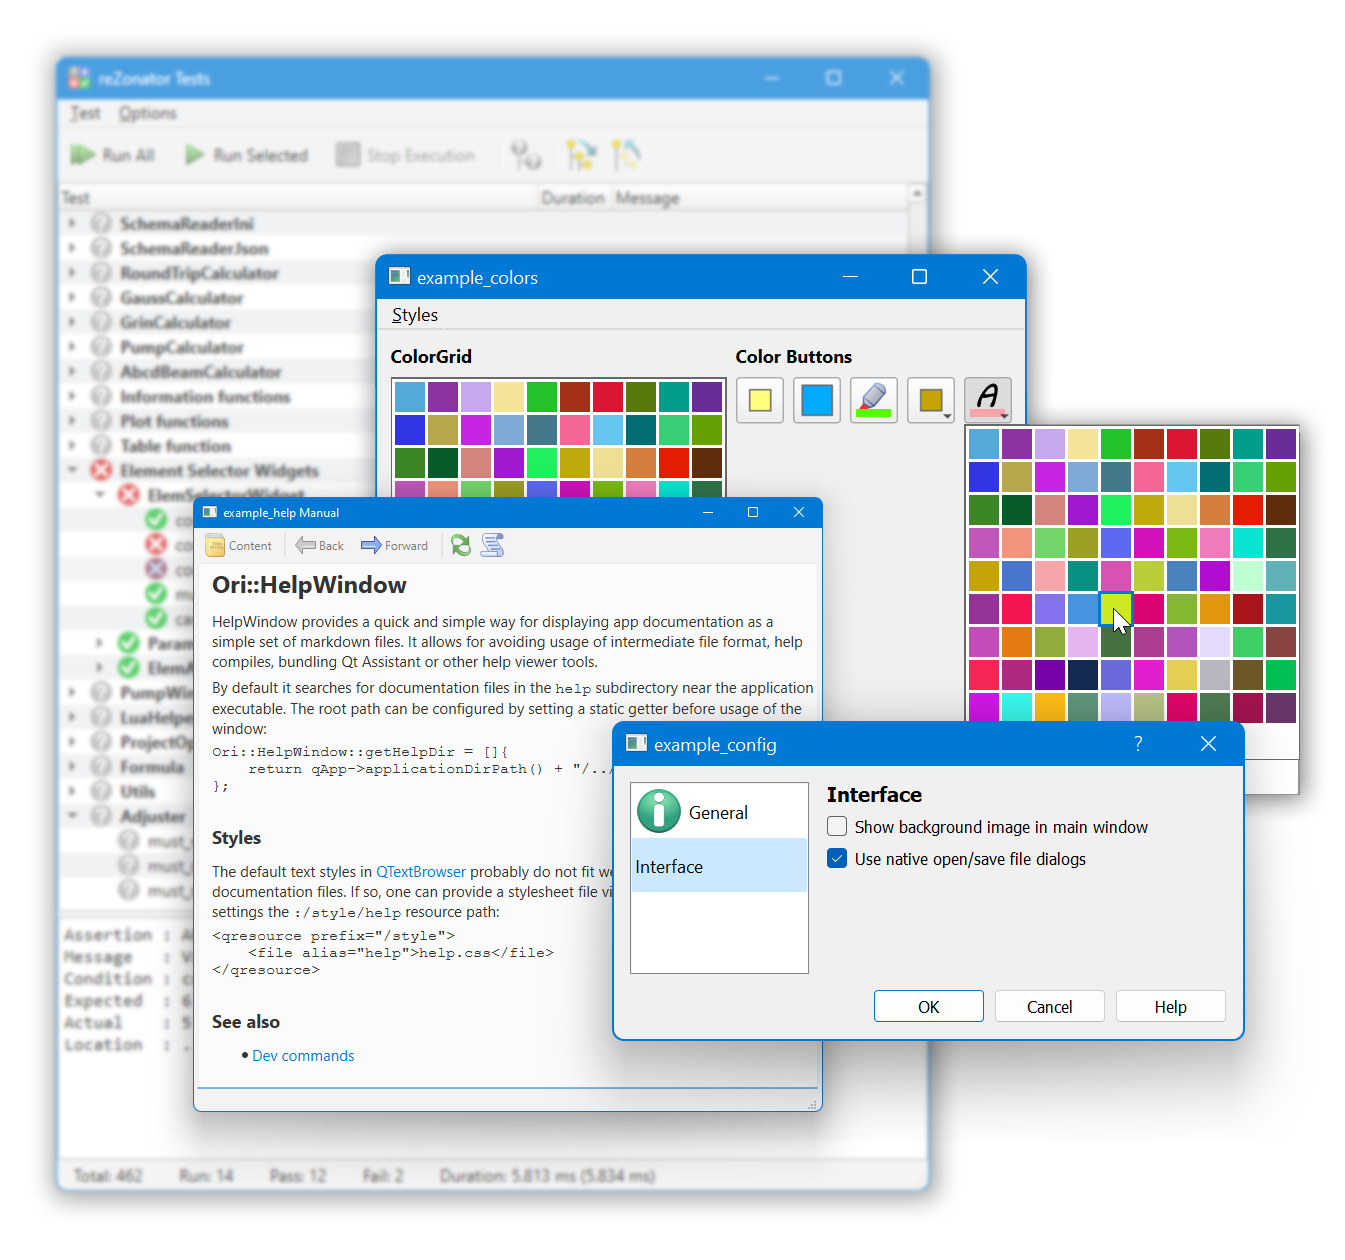 reZonator Tests
Test Options
Run All Run Selected Stop Execution
Test Duration Message
SchemaReaderIni
SchemaReaderJson
RoundTripCalculator
GaussCalculator
GrinCalculator
PumpCalculator
AbcdBeamCalculator
Information functions
Plot functions
Table function
Element Selector Widgets
ElemSelectorWidget
Formula
Utils
Adjuster
Assertion :
Message :
Condition :
Expected : 6
Actual : 5
Location : .
Total: 462 Run: 14 Pass: 12 Fail: 2 Duration: 5.813 ms (5.834 ms)
example_colors
Styles
ColorGrid Color Buttons
A
example_help Manual
Content Back Forward
Ori::HelpWindow
HelpWindow provides a quick and simple way for displaying app documentation as a
simple set of markdown files. It allows for avoiding usage of intermediate file format, help
compiles, bundling Qt Assistant or other help viewer tools.
By default it searches for documentation files in the help subdirectory near the application
executable. The root path can be configured by setting a static getter before usage of the
window:
Ori::HelpWindow::getHelpDir = []{
return qApp->applicationDirPath() + "/../
};
Styles
The default text styles in QTextBrowser probably do not fit
documentation files. If so, one can provide a stylesheet file
settings the :/style/help resource path:
<qresource prefix="/style">
<file alias="help">help.css</file>
</qresource>
See also
• Dev commands
example_config ?
General
Interface
Interface
Show background image in main window
Use native open/save file dialogs
OK Cancel Help